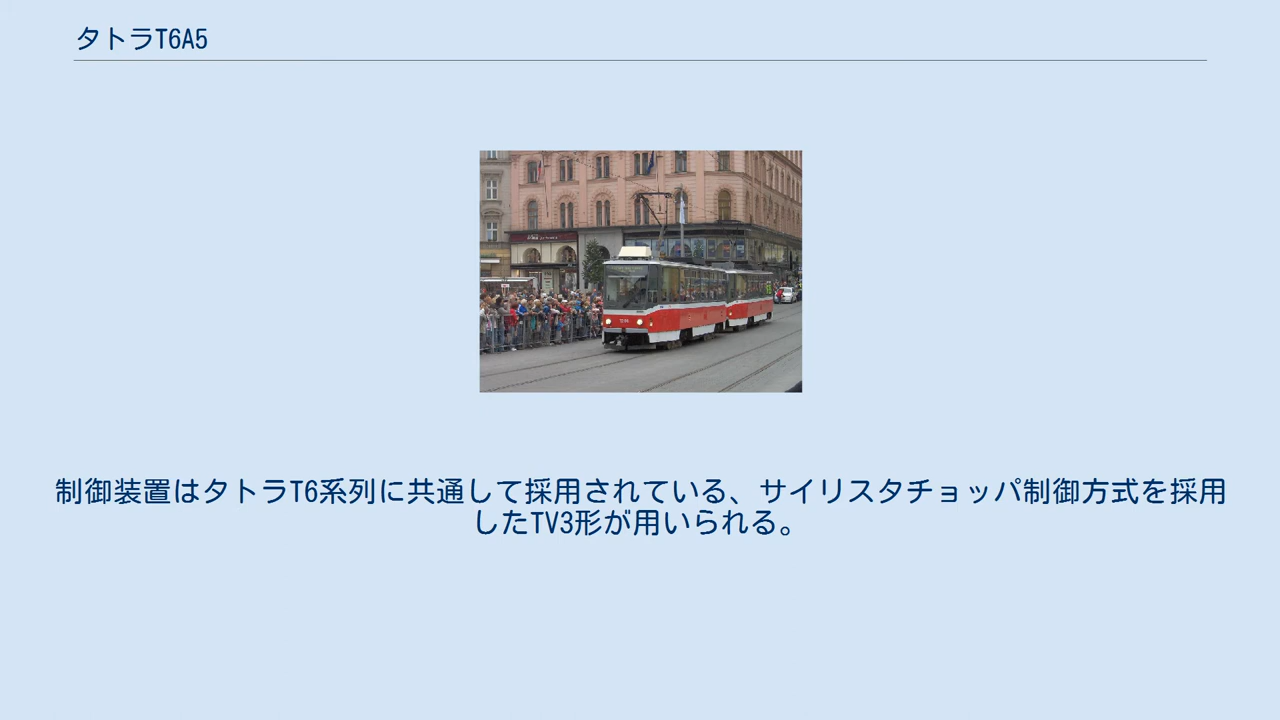 タトラT6A5
制御装置はタトラT6系列に共通して採用されている、サイリスタチョッパ制御方式を採用
したTV3形が用いられる。